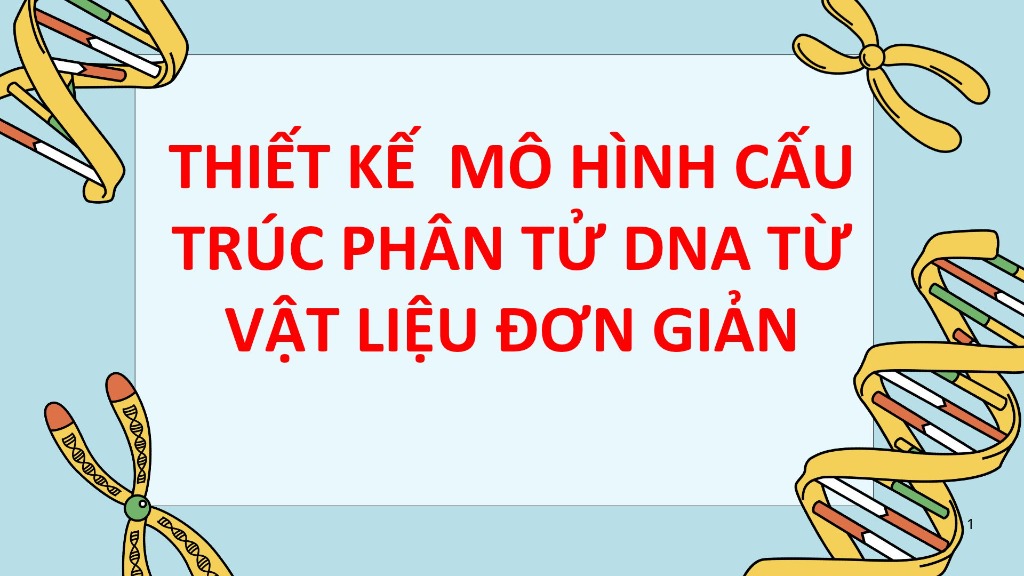 THIẾT KẾ  MÔ HÌNH CẤU
TRÚC PHÂN TỬ DNA TỪ
VẬT LIỆU ĐƠN GIẢN
1